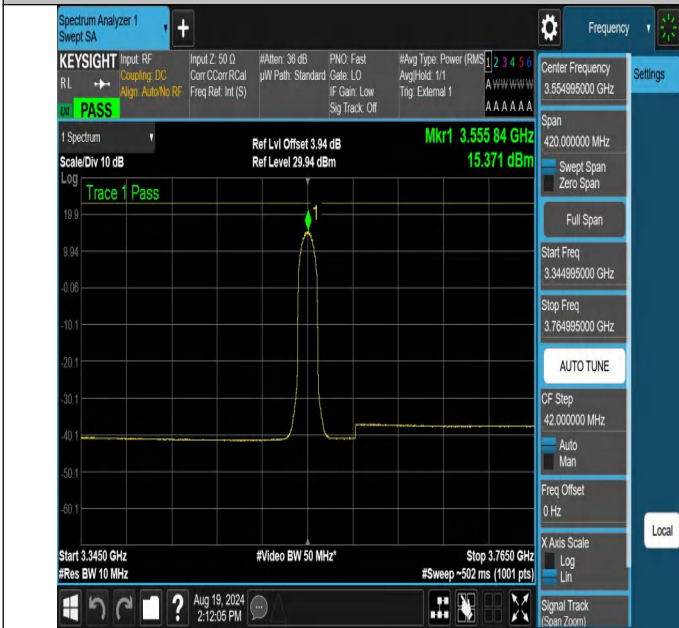 Spectrum Analyzer 1
Swept SA
Frequency
KEYSIGHT
Input: RF
Coupling: DC
Align: Auto/No RF
Input Z: 50 Ω
Corr CCorr RCal
Freq Ref: Int (S)
#Atten: 36 dB
µW Path: Standard
PNO: Fast
Gate: LO
IF Gain: Low
Sig Track: Off
#Avg Type: Power (RMS
Avg|Hold: 1/1
Trig: External 1
1 2 3 4 5 6
A W W W W W
A A A A A A
R L
PASS
Center Frequency
3.554995000 GHz
Settings
1 Spectrum
Scale/Div 10 dB
Ref Lvl Offset 3.94 dB
Ref Level 29.94 dBm
Mkr1 3.555 84 GHz
15.371 dBm
Log
Trace 1 Pass
1
19.9
9.94
-0.06
-10.1
-20.1
-30.1
-40.1
-50.1
-60.1
Start 3.3450 GHz
#Res BW 10 MHz
#Video BW 50 MHz*
Stop 3.7650 GHz
#Sweep ~502 ms (1001 pts)
Span
420.000000 MHz
Swept Span
Zero Span
Full Span
Start Freq
3.344995000 GHz
Stop Freq
3.764995000 GHz
AUTO TUNE
CF Step
42.000000 MHz
Auto
Man
Freq Offset
0 Hz
X Axis Scale
Log
Lin
Local
Signal Track
(Span Zoom)
Aug 19, 2024
2:12:05 PM